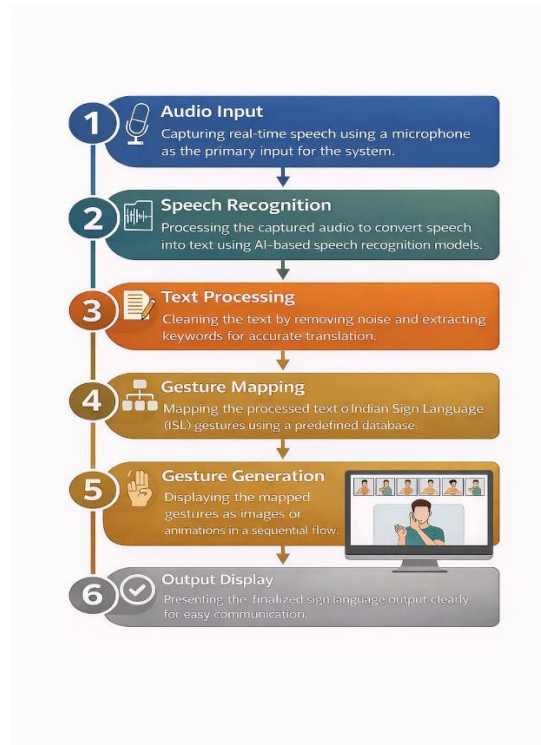 1
Audio Input
Capturing real-time speech using a microphone
as the primary input for the system.
2
Speech Recognition
Processing the captured audio to convert speech
into text using AI-based speech recognition models.
3
Text Processing
Cleaning the text by removing noise and extracting
keywords for accurate translation.
4
Gesture Mapping
Mapping the processed text o Indian Sign Language
(ISL) gestures using a predefined database.
5
Gesture Generation
Displaying the mapped
gestures as images or
animations in a sequential flow.
6
Output Display
Presenting the finalized sign language output clearly
for easy communication.